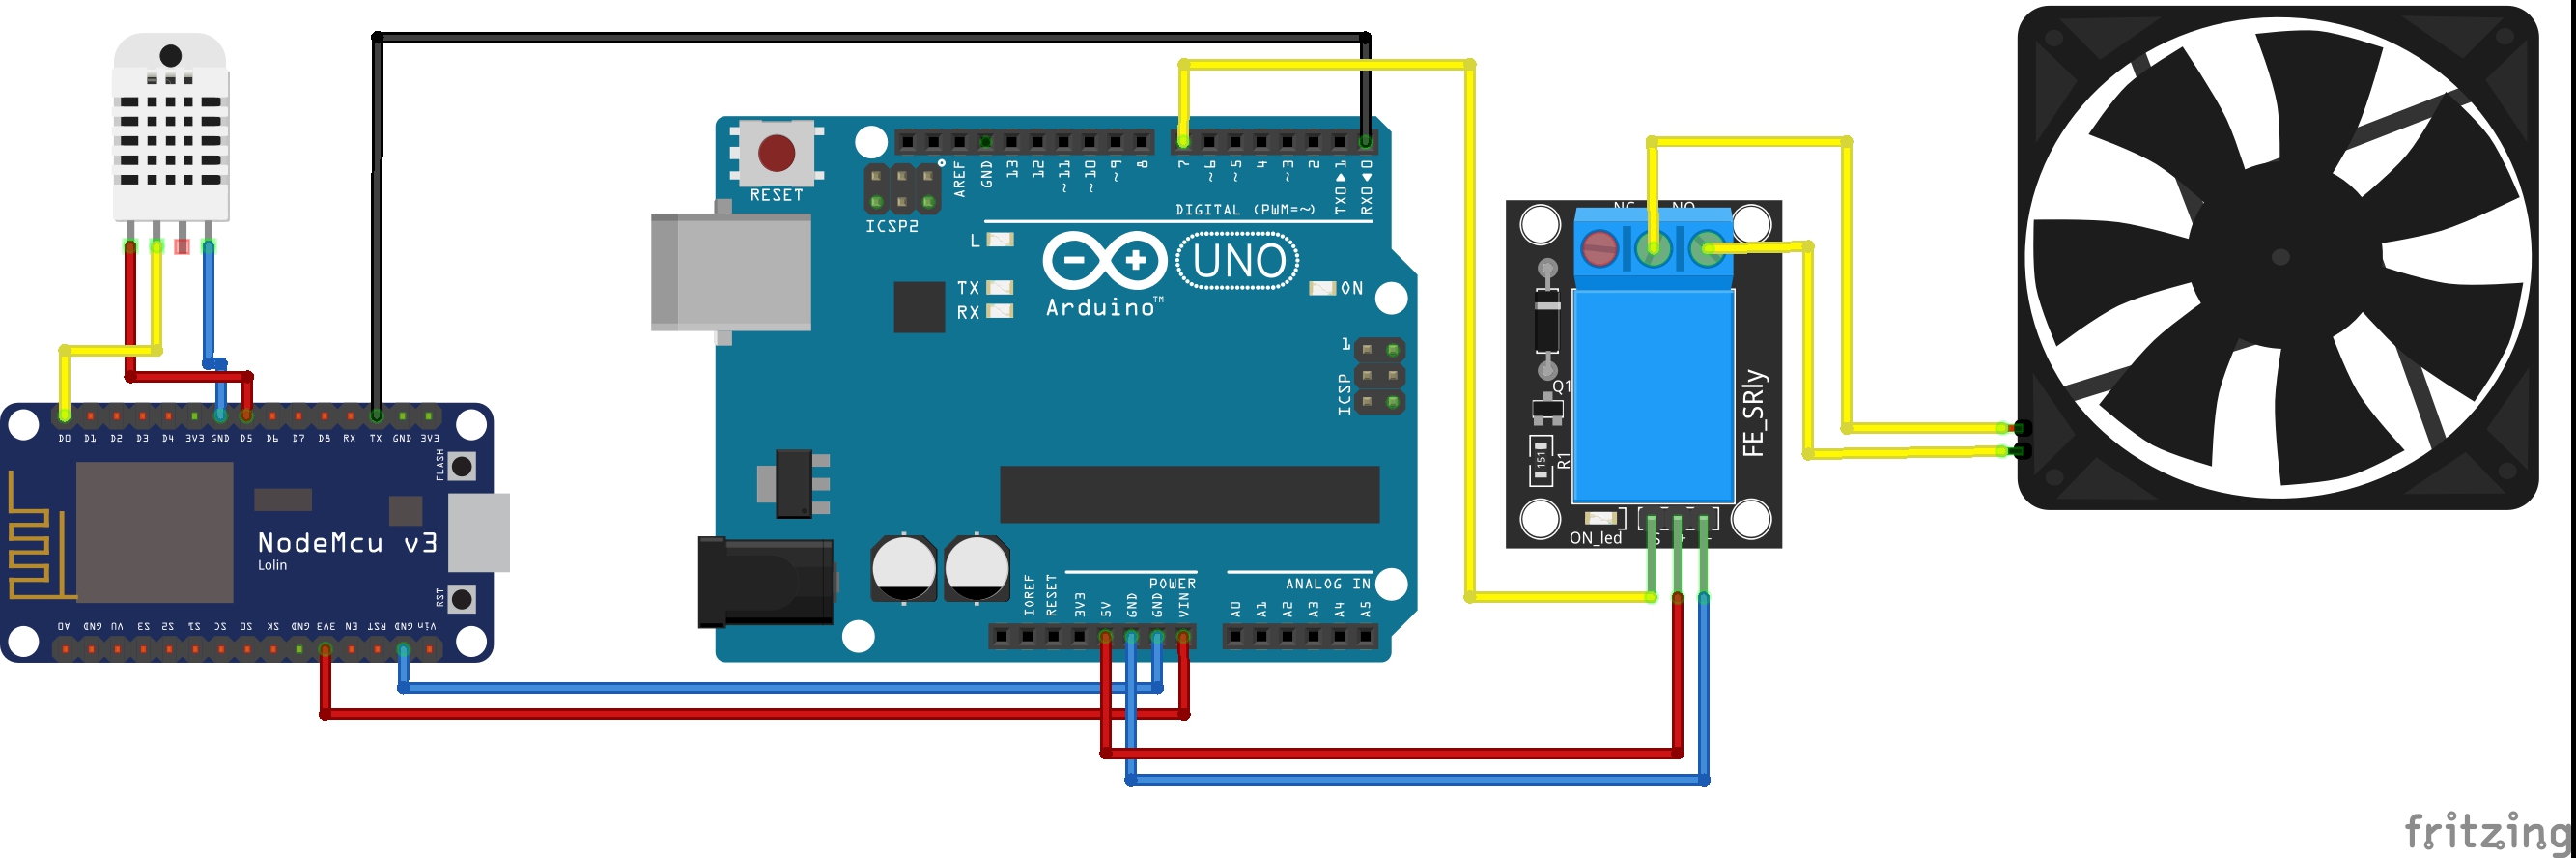 RESET
ICSP2
AREF
GND
13
12
~11
~10
~9
8
7
~6
~5
4
~3
2
TX0▶1
RX0◀0
DIGITAL (PWM=~)
L
TX
RX
Arduino™
UNO
ON
1
ICSP
IOREF
RESET
3V3
5V
GND
GND
VIN
POWER
ANALOG IN
A0
A1
A2
A3
A4
A5
D0 D1 D2 D3 D4 3V3 GND D5 D6 D7 D8 RX TX GND 3V3
FLASH
NodeMcu v3
Lolin
RST
A0 GND VU S3 S2 S1 SC S0 SK GND 3V3 EN RST GND Vin
NO
Q1
151
R1
FE_SRly
ON_led
S
fritzing